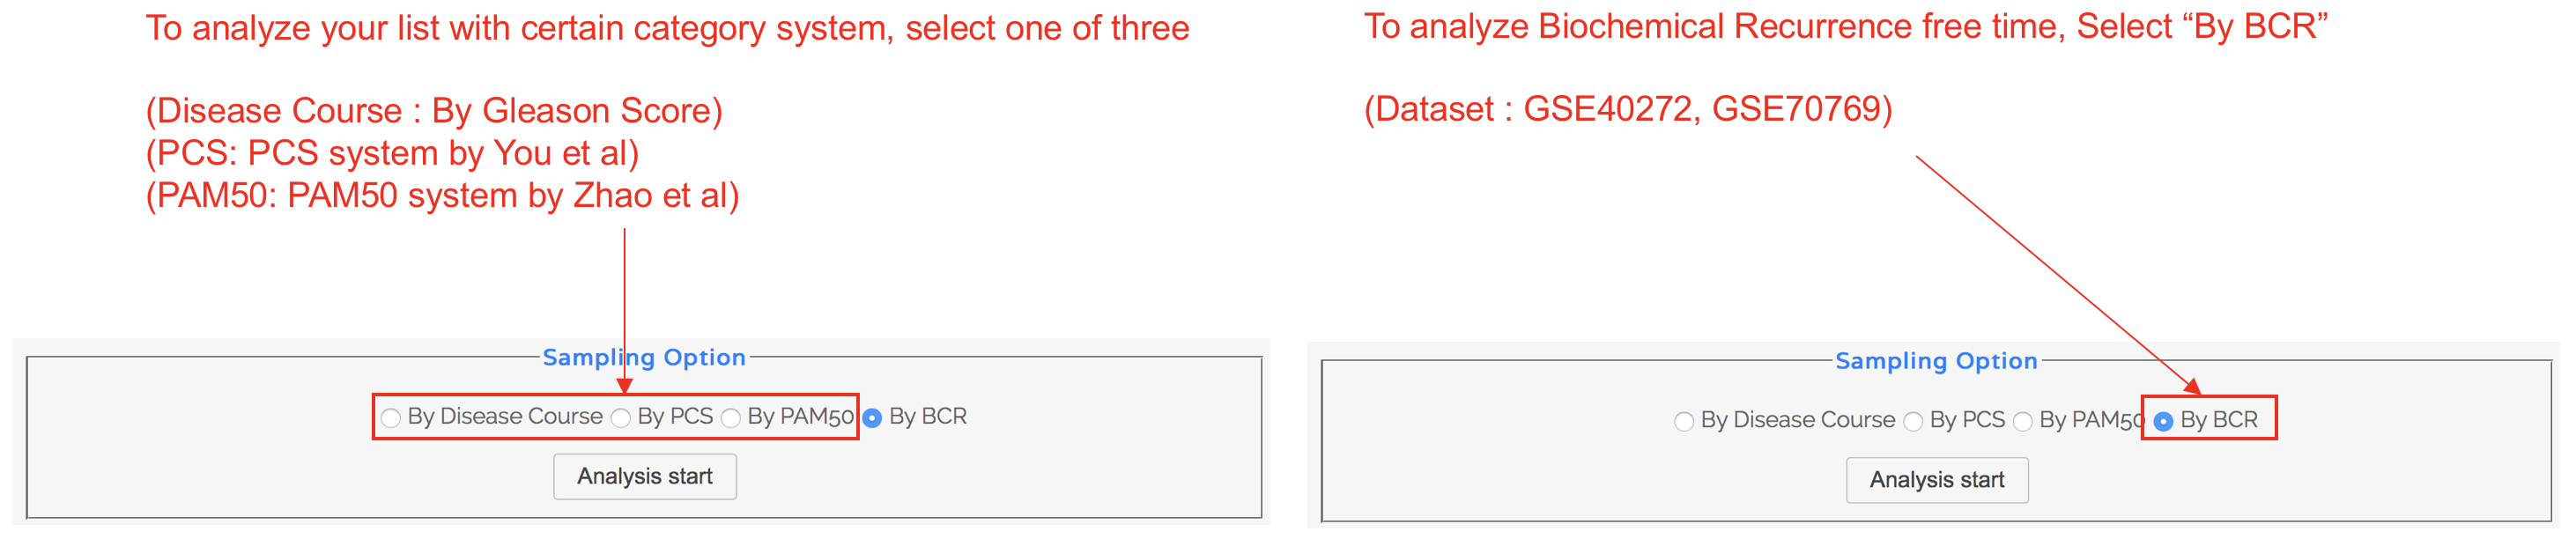 To analyze your list with certain category system, select one of three
(Disease Course : By Gleason Score)
(PCS: PCS system by You et al)
(PAM50: PAM50 system by Zhao et al)
Sampling Option
By Disease Course By PCS By PAM50 By BCR
Analysis start
To analyze Biochemical Recurrence free time, Select “By BCR”
(Dataset : GSE40272, GSE70769)
Sampling Option
By Disease Course By PCS By PAM50 By BCR
Analysis start